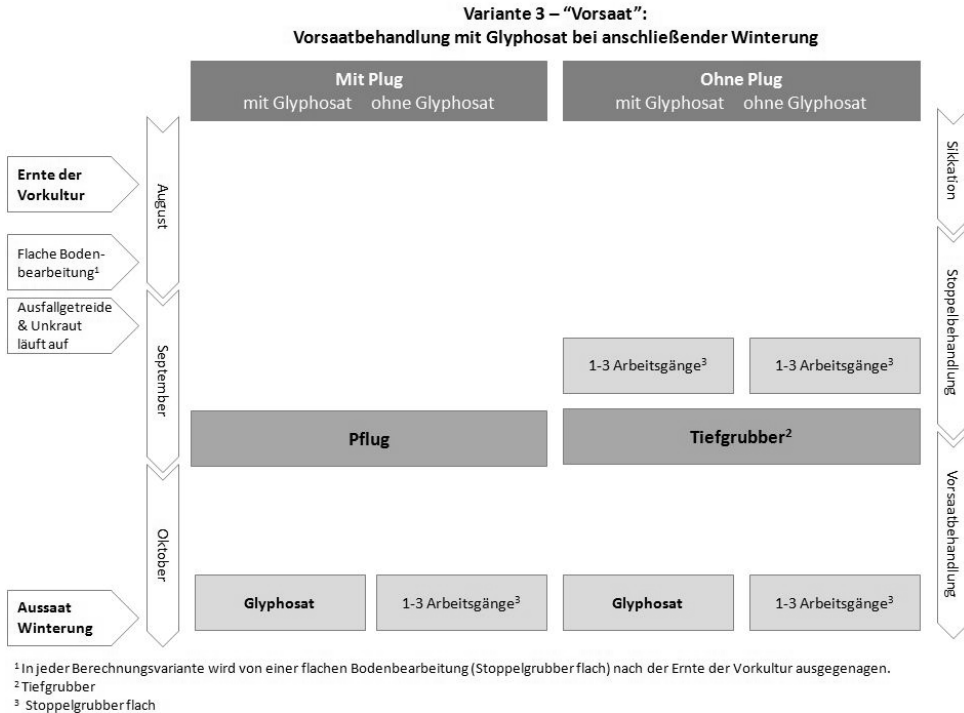 Variante 3 – “Vorsaat”:
Vorsaatbehandlung mit Glyphosat bei anschließender Winterung
Mit Plug
mit Glyphosat ohne Glyphosat
Ohne Plug
mit Glyphosat ohne Glyphosat
Ernte der
Vorkultur
Flache Boden-
bearbeitung¹
Ausfallgetreide
& Unkraut
läuft auf
Aussaat
Winterung
August
September
Oktober
1-3 Arbeitsgänge³
1-3 Arbeitsgänge³
Pflug
Tiefgrubber²
Glyphosat
1-3 Arbeitsgänge³
Glyphosat
1-3 Arbeitsgänge³
Sikkation
Stoppelbehandlung
Vorsaatbehandlung
¹ In jeder Berechnungsvariante wird von einer flachen Bodenbearbeitung (Stoppelgrubber flach) nach der Ernte der Vorkultur ausgegenagen.
² Tiefgrubber
³ Stoppelgrubber flach